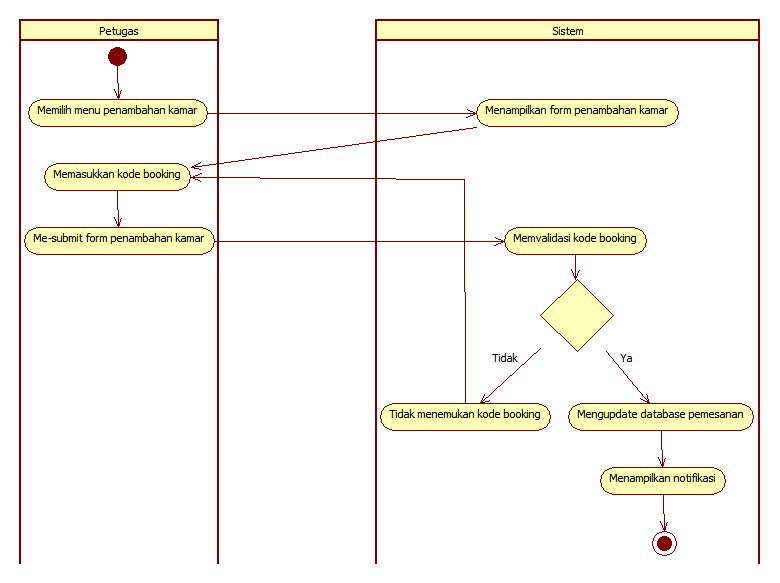 Petugas
Sistem
Memilih menu penambahan kamar
Menampilkan form penambahan kamar
Memasukkan kode booking
Me-submit form penambahan kamar
Memvalidasi kode booking
Tidak
Ya
Tidak menemukan kode booking
Mengupdate database pemesanan
Menampilkan notifikasi